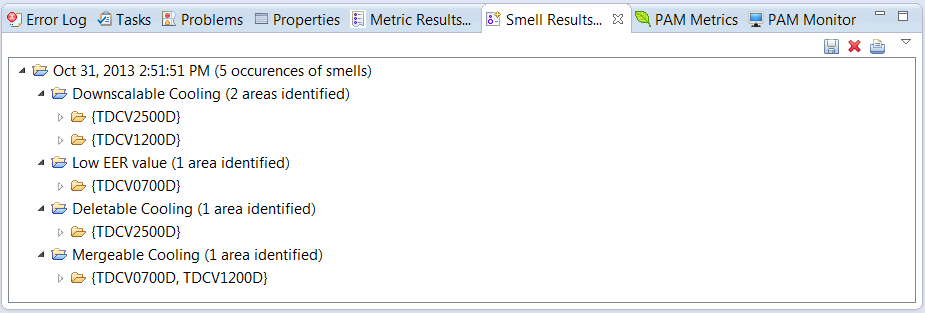 Error Log Tasks Problems Properties Metric Results... Smell Results... PAM Metrics PAM Monitor
Oct 31, 2013 2:51:51 PM (5 occurences of smells)
Downscalable Cooling (2 areas identified)
{TDCV2500D}
{TDCV1200D}
Low EER value (1 area identified)
{TDCV0700D}
Deletable Cooling (1 area identified)
{TDCV2500D}
Mergeable Cooling (1 area identified)
{TDCV0700D, TDCV1200D}